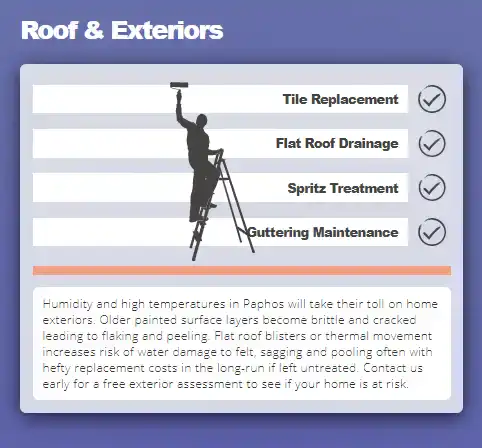 Roof & Exteriors
Tile Replacement
Flat Roof Drainage
Spritz Treatment
Guttering Maintenance
Humidity and high temperatures in Paphos will take their toll on home
exteriors. Older painted surface layers become brittle and cracked
leading to flaking and peeling. Flat roof blisters or thermal movement
increases risk of water damage to felt, sagging and pooling often with
hefty replacement costs in the long-run if left untreated. Contact us
early for a free exterior assessment to see if your home is at risk.